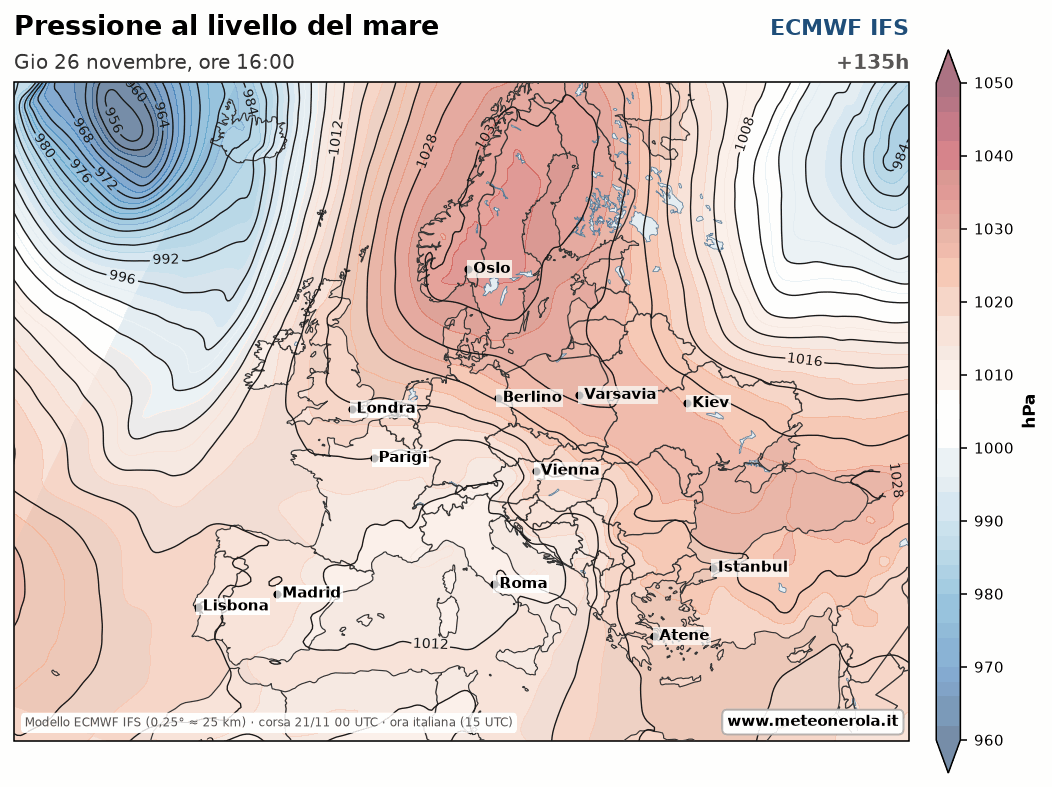 Pressione al livello del mare
ECMWF IFS
Gio 26 novembre, ore 16:00
+135h
960
956
964
968
980
976
972
984
1012
1028
1008
984
992
996
1016
1028
1012
Oslo
Berlino
Varsavia
Kiev
Londra
Parigi
Vienna
Istanbul
Roma
Madrid
Lisbona
Atene
Modello ECMWF IFS (0,25° ≈ 25 km) · corsa 21/11 00 UTC · ora italiana (15 UTC)
www.meteonerola.it
1050
1040
1030
1020
1010
1000
990
980
970
960
hPa